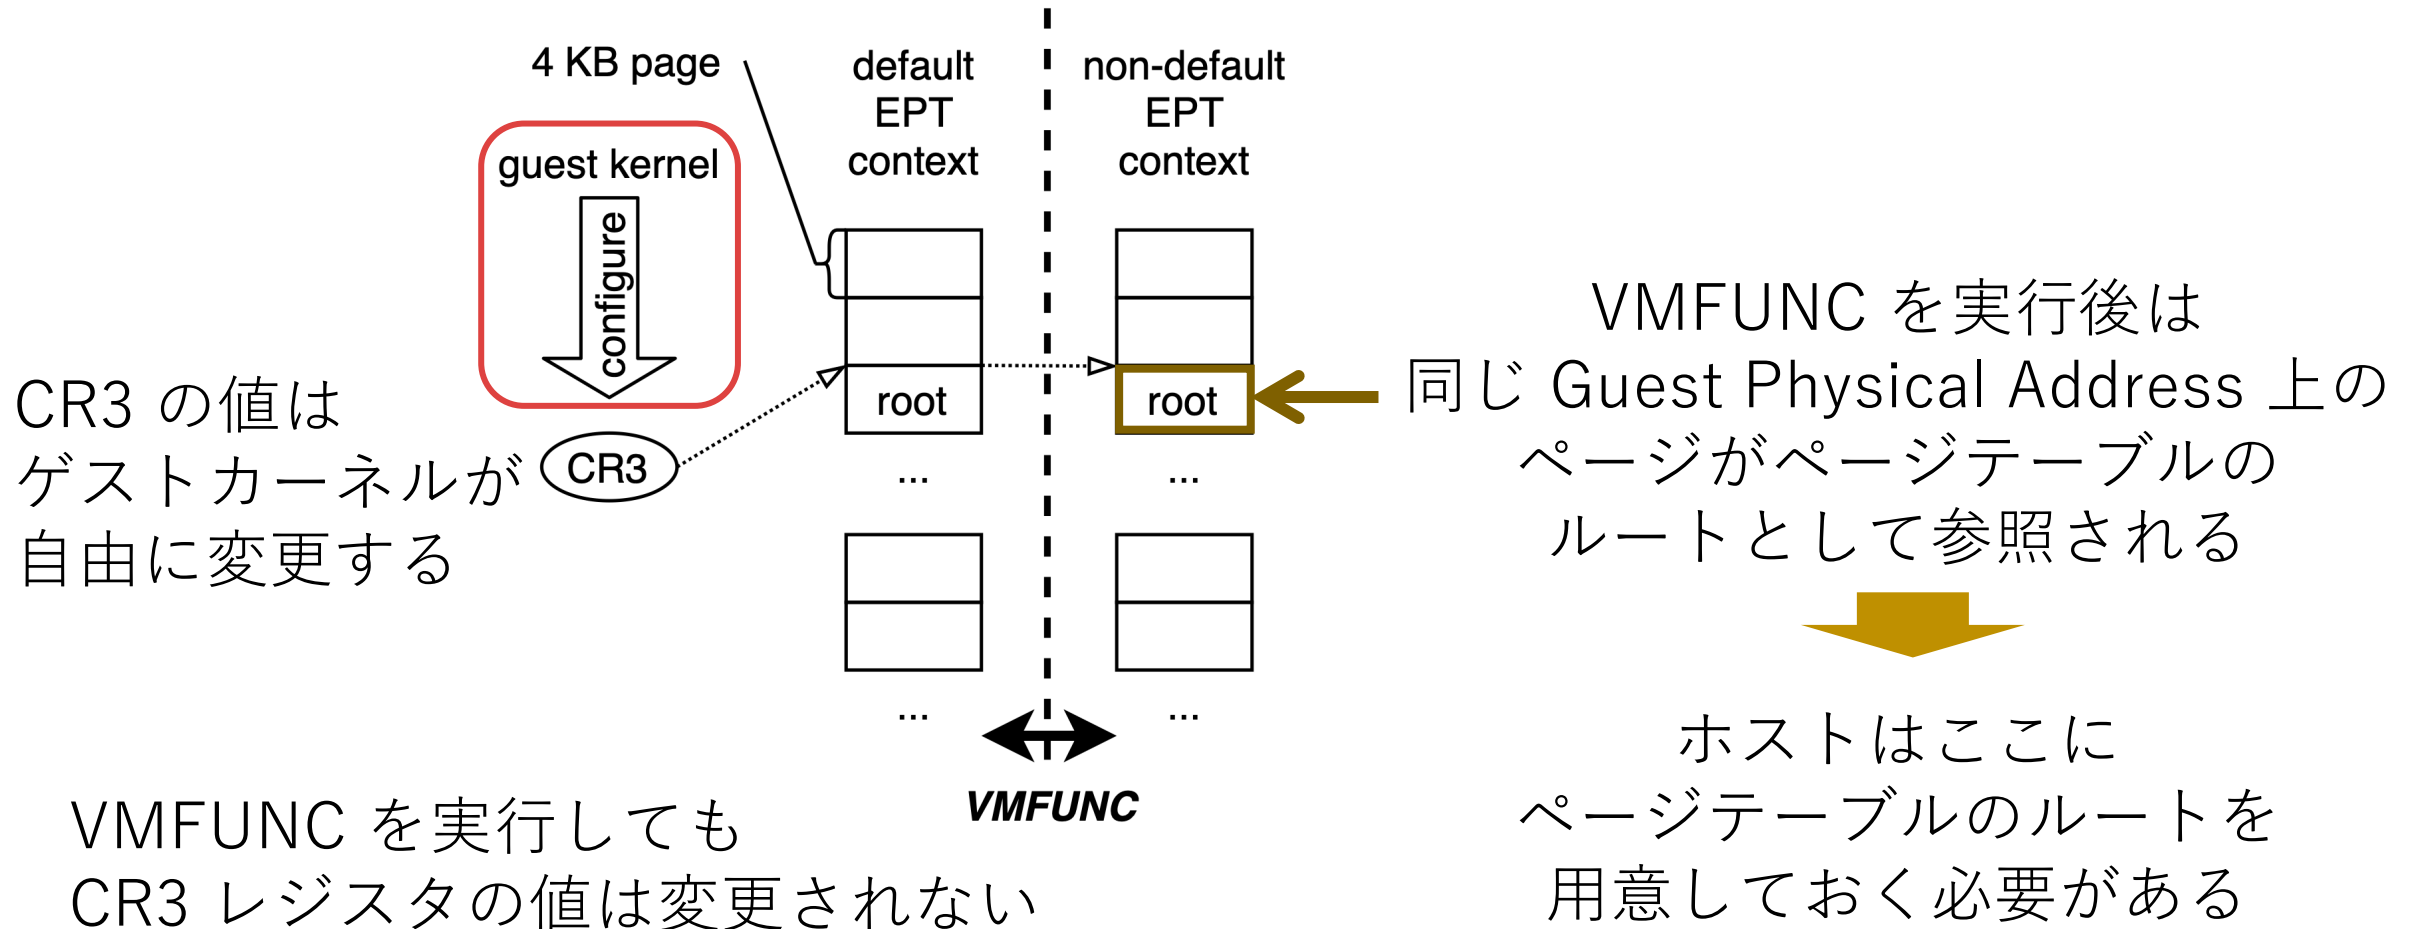 4 KB page
default
EPT
context
non-default
EPT
context
guest kernel
configure
CR3
root
root
...
...
...
...
VMFUNC
CR3 の値は
ゲストカーネルが
自由に変更する
VMFUNC を実行しても
CR3 レジスタの値は変更されない
VMFUNC を実行後は
同じ Guest Physical Address 上の
ページがページテーブルの
ルートとして参照される
ホストはここに
ページテーブルのルートを
用意しておく必要がある